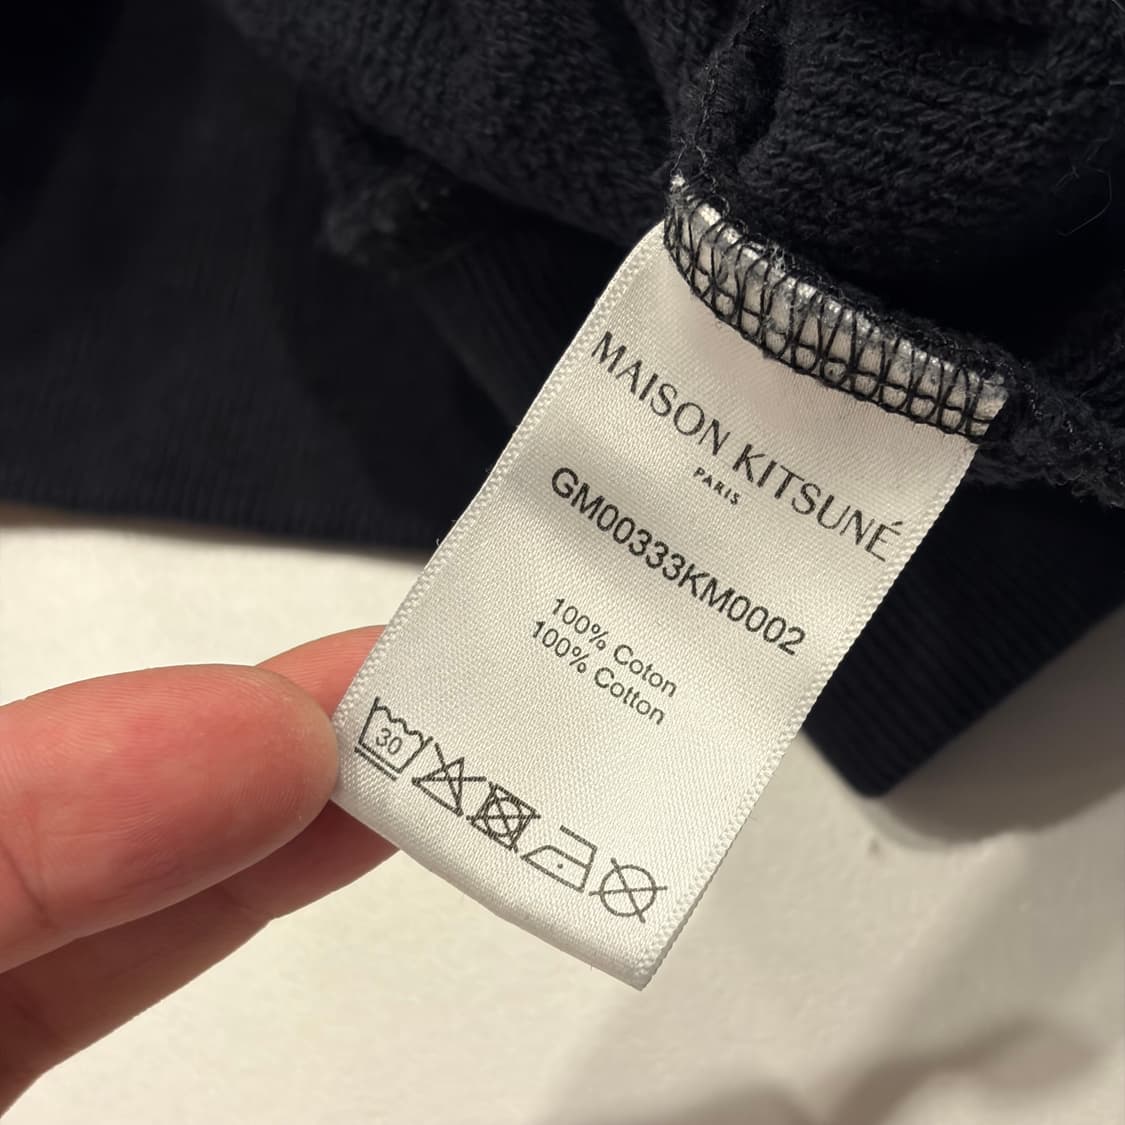 MAISON KITSUNÉ
PARIS
GM00333KM0002
100% Coton
100% Cotton
30